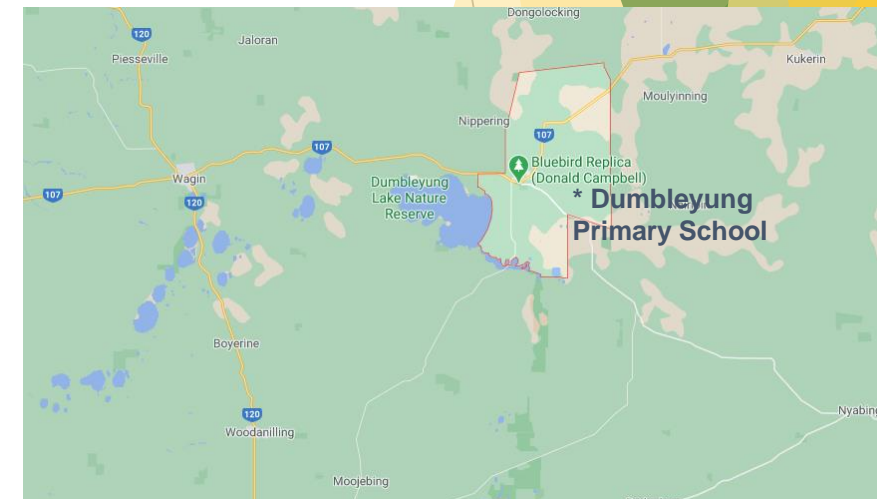 Dongolocking
120
Jaloran
Piesseville
Kukerin
Moulyinning
Nippering
107
107
Bluebird Replica
(Donald Campbell)
Wagin
Dumbleyung
Lake Nature
Reserve
107
120
* Dumbleyung
Primary School
Boyerine
Nyabing
120
Woodanilling
Moojebing